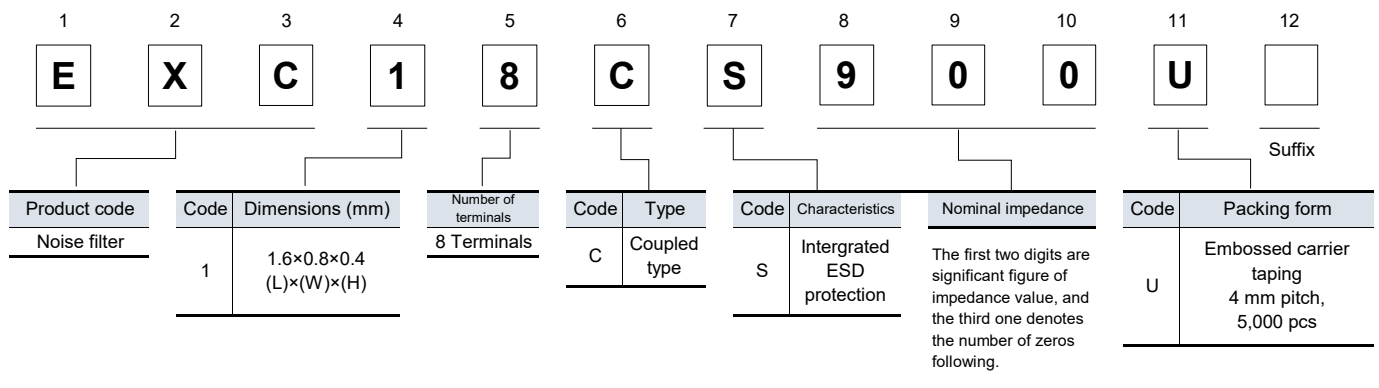 1 2 3 4 5 6 7 8 9 10 11 12
E X C 1 8 C S 9 0 0 U
Suffix
Product code
Noise filter
Code Dimensions (mm)
1
1.6×0.8×0.4
(L)×(W)×(H)
Number of
terminals
8 Terminals
Code Type
C
Coupled
type
Code Characteristics
S
Intergrated
ESD
protection
Nominal impedance
The first two digits are
significant figure of
impedance value, and
the third one denotes
the number of zeros
following.
Code Packing form
U
Embossed carrier
taping
4 mm pitch,
5,000 pcs